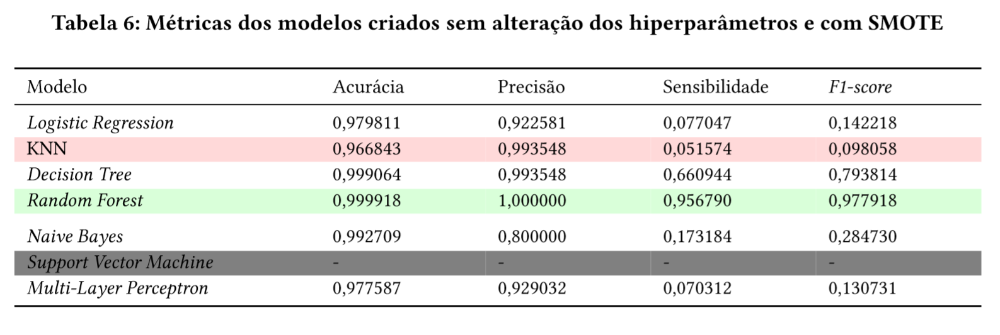 Tabela 6: Métricas dos modelos criados sem alteração dos hiperparâmetros e com SMOTE
Modelo Acurácia Precisão Sensibilidade F1-score
Logistic Regression 0,979811 0,922581 0,077047 0,142218
KNN 0,966843 0,993548 0,051574 0,098058
Decision Tree 0,999064 0,993548 0,660944 0,793814
Random Forest 0,999918 1,000000 0,956790 0,977918
Naive Bayes 0,992709 0,800000 0,173184 0,284730
Support Vector Machine - - - -
Multi-Layer Perceptron 0,977587 0,929032 0,070312 0,130731